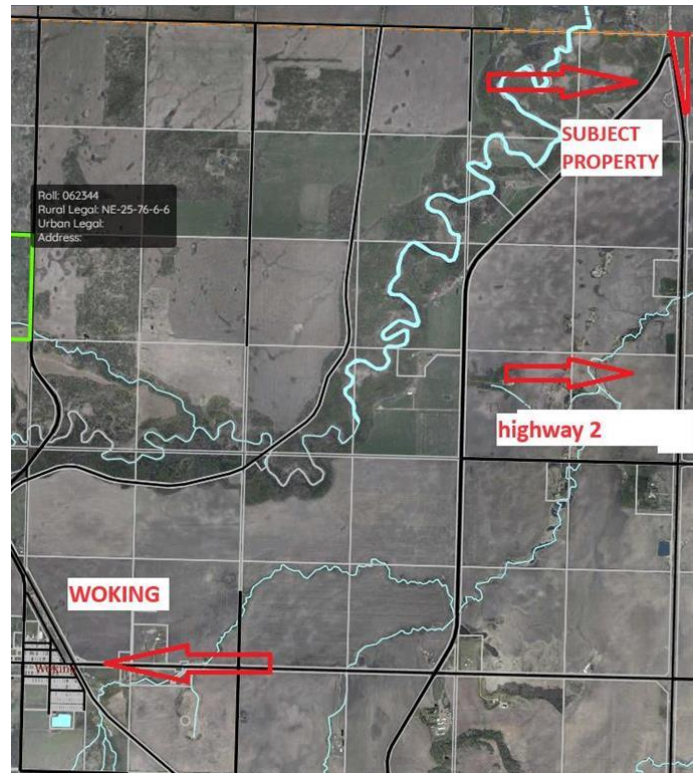 SUBJECT
PROPERTY
Roll: 062344
Rural Legal: NE-25-76-6-6
Urban Legal:
Address:
highway 2
WOKING
Woking